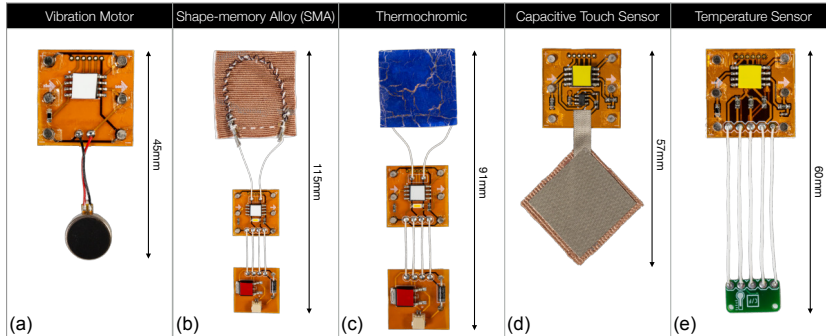 Vibration Motor
Shape-memory Alloy (SMA)
Thermochromic
Capacitive Touch Sensor
Temperature Sensor
45mm
115mm
91mm
57mm
60mm
(a)
(b)
(c)
(d)
(e)